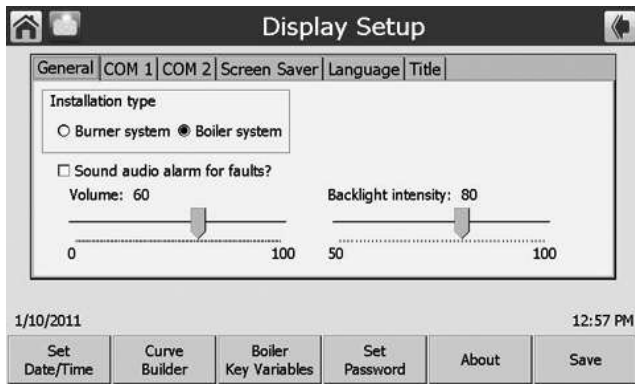 Display Setup
General COM 1 COM 2 Screen Saver Language Title
Installation type
Burner system Boiler system
Sound audio alarm for faults?
Volume: 60 Backlight intensity: 80
0 100 50 100
1/10/2011 12:57 PM
Set Date/Time Curve Builder Boiler Key Variables Set Password About Save